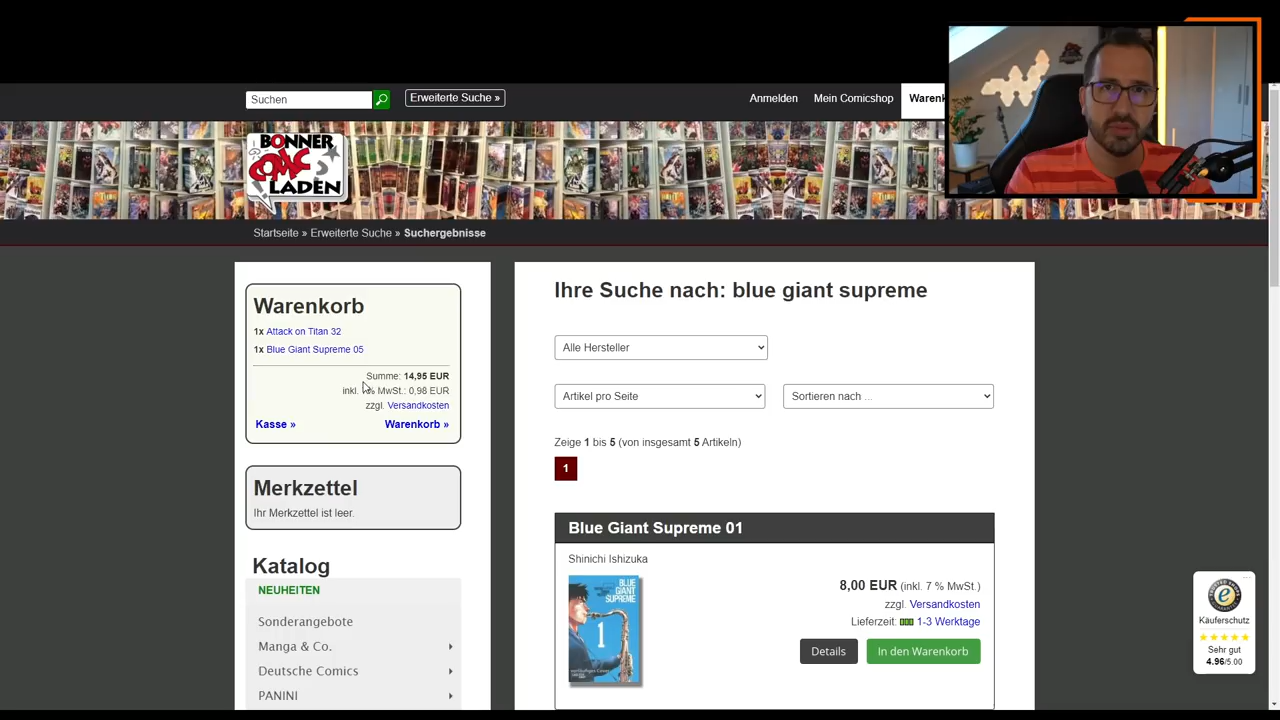 Suchen
Erweiterte Suche »
Anmelden
Mein Comicshop
Warenk
BONNER
COMIC
LADEN
Startseite » Erweiterte Suche » Suchergebnisse
Warenkorb
1x Attack on Titan 32
1x Blue Giant Supreme 05
Summe: 14,95 EUR
inkl. % MwSt.: 0,98 EUR
zzgl. Versandkosten
Kasse »
Warenkorb »
Merkzettel
Ihr Merkzettel ist leer.
Katalog
NEUHEITEN
Sonderangebote
Manga & Co.
Deutsche Comics
PANINI
Ihre Suche nach: blue giant supreme
Alle Hersteller
Artikel pro Seite
Sortieren nach ...
Zeige 1 bis 5 (von insgesamt 5 Artikeln)
1
Blue Giant Supreme 01
Shinichi Ishizuka
BLUE
GIANT
SUPREME
1
8,00 EUR (inkl. 7 % MwSt.)
zzgl. Versandkosten
Lieferzeit: 1-3 Werktage
Details
In den Warenkorb
e
Käuferschutz
Sehr gut
4.96/5.00